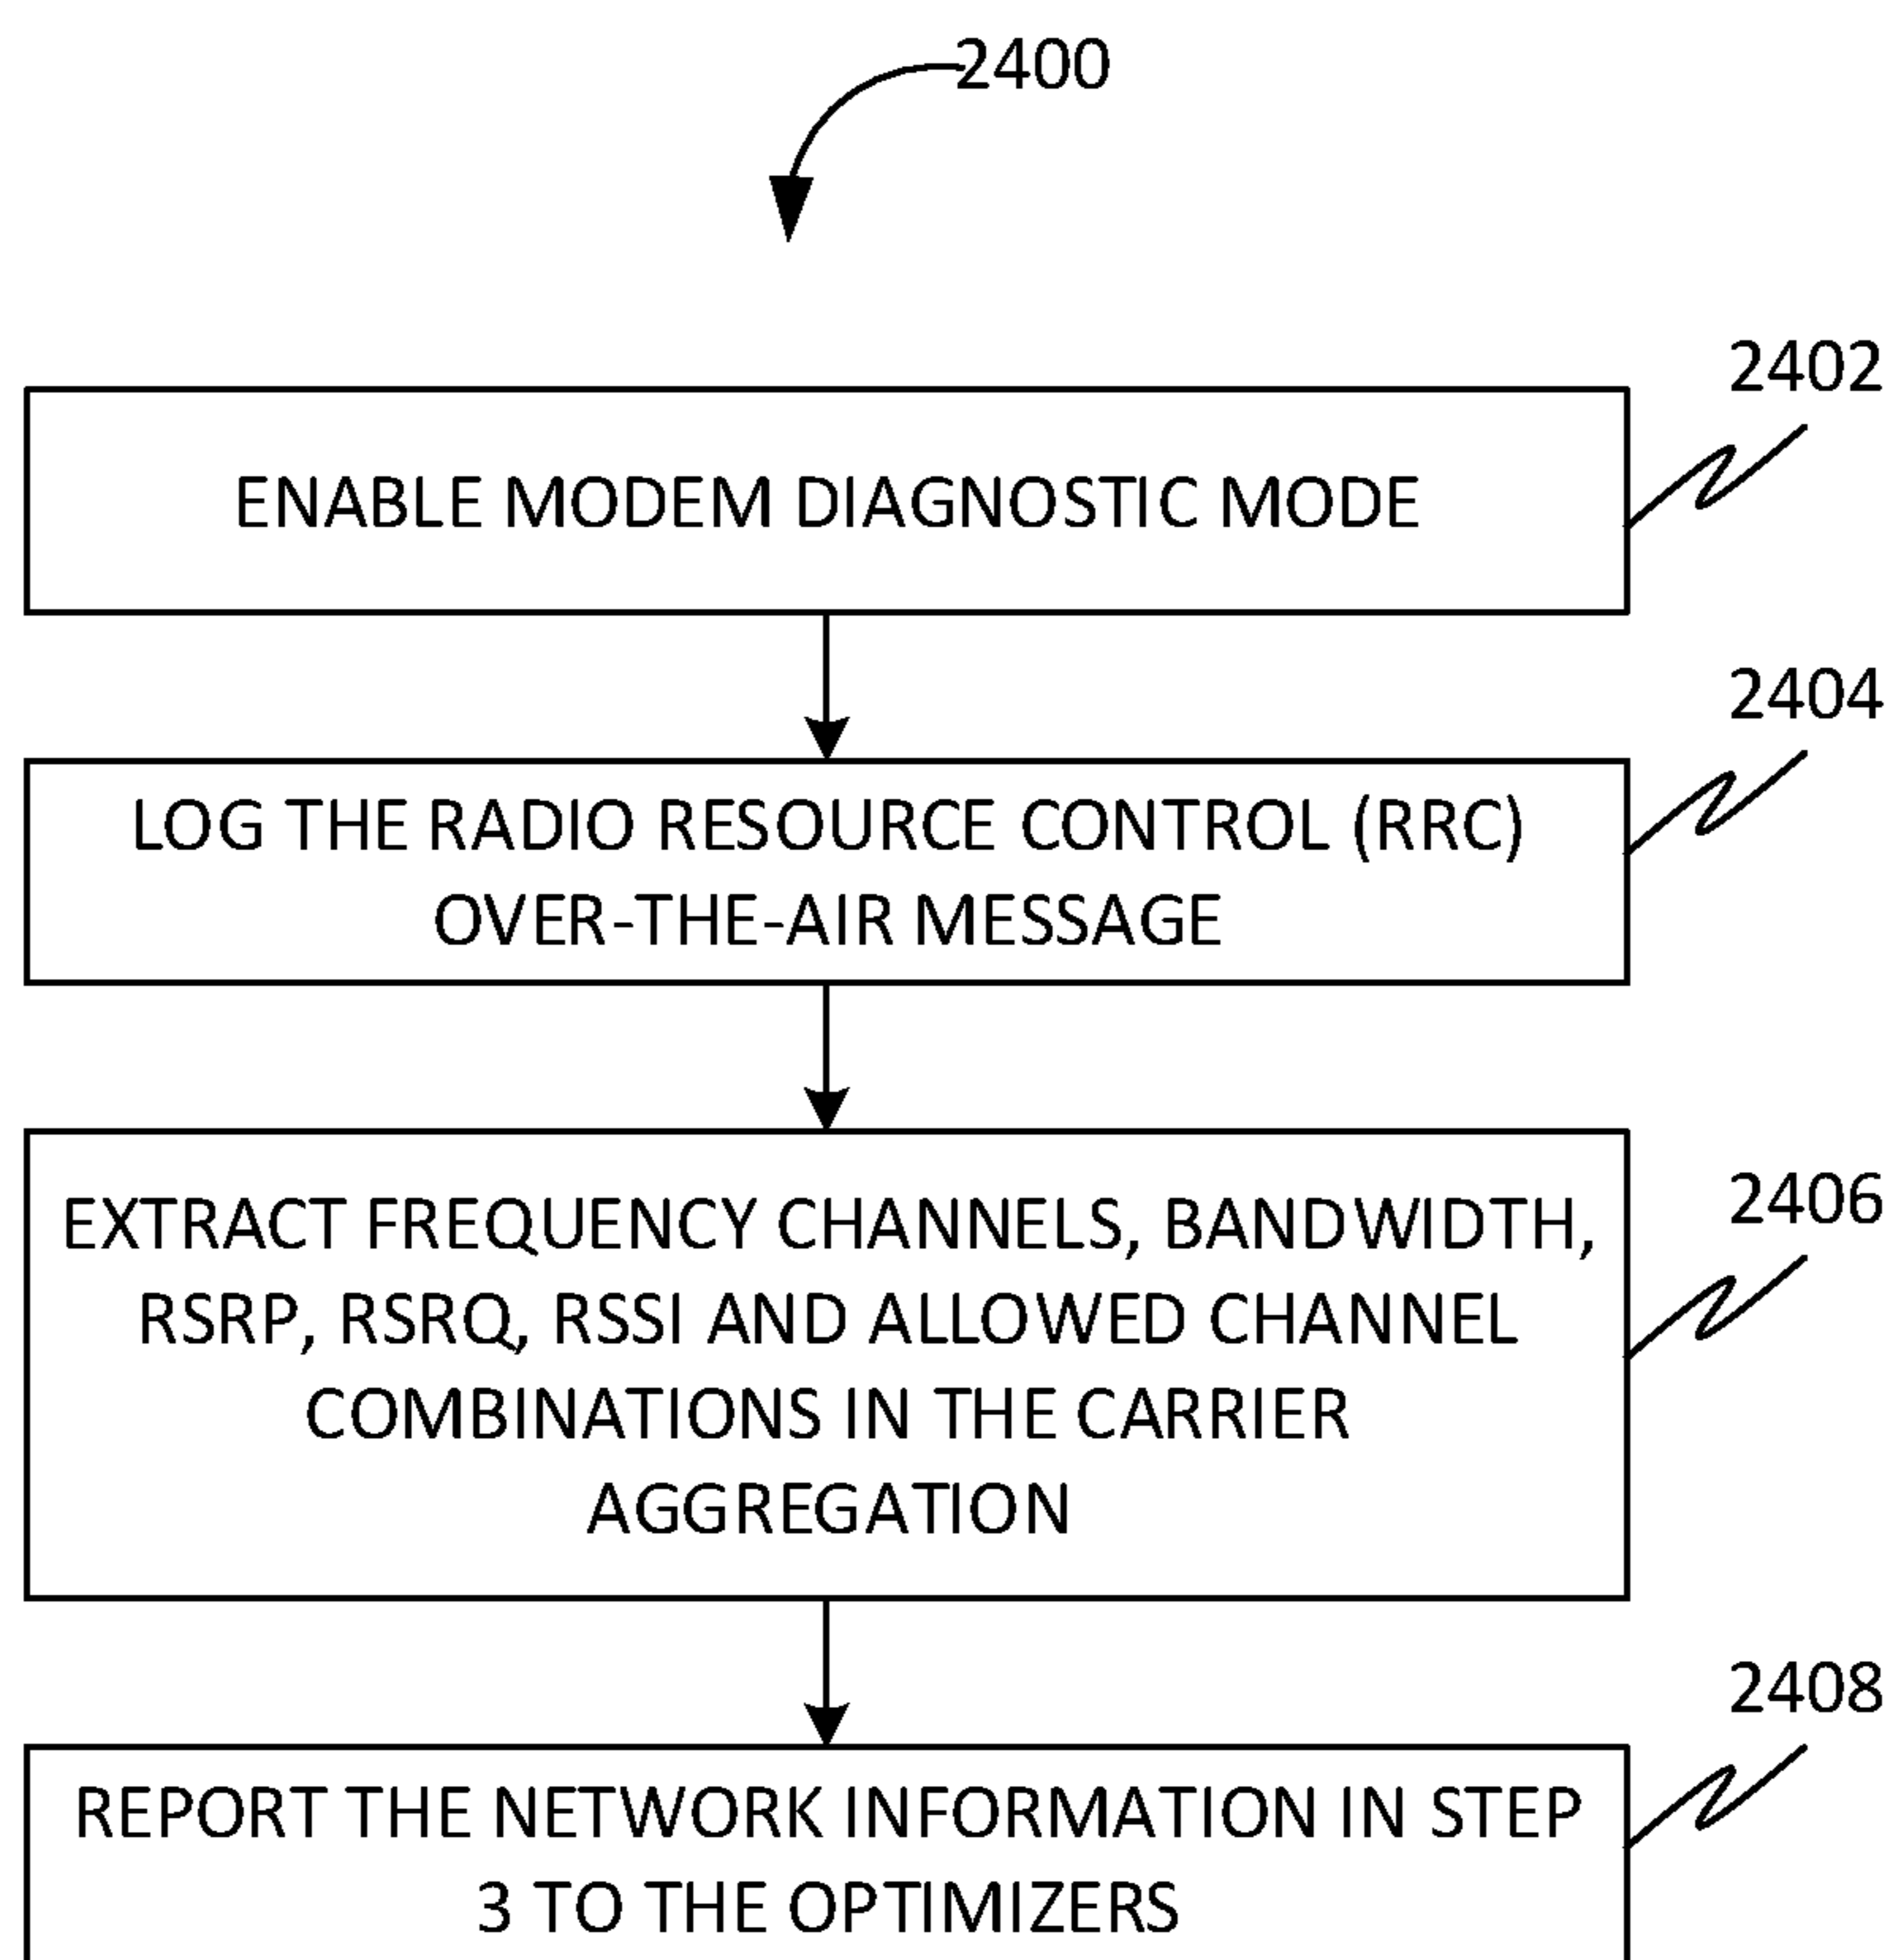 2400
2402
ENABLE MODEM DIAGNOSTIC MODE
2404
LOG THE RADIO RESOURCE CONTROL (RRC)
OVER-THE-AIR MESSAGE
2406
EXTRACT FREQUENCY CHANNELS, BANDWIDTH,
RSRP, RSRQ, RSSI AND ALLOWED CHANNEL
COMBINATIONS IN THE CARRIER
AGGREGATION
2408
REPORT THE NETWORK INFORMATION IN STEP
3 TO THE OPTIMIZERS